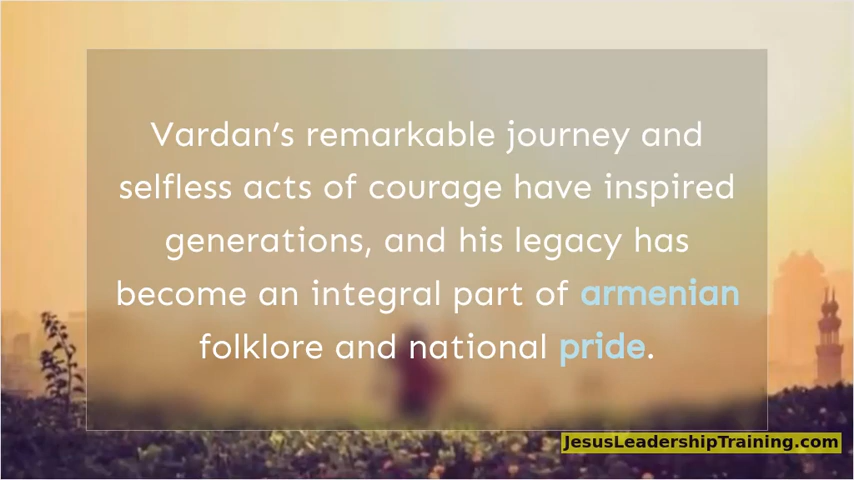 Vardan’s remarkable journey and
selfless acts of courage have inspired
generations, and his legacy has
become an integral part of armenian
folklore and national pride.
JesusLeadershipTraining.com